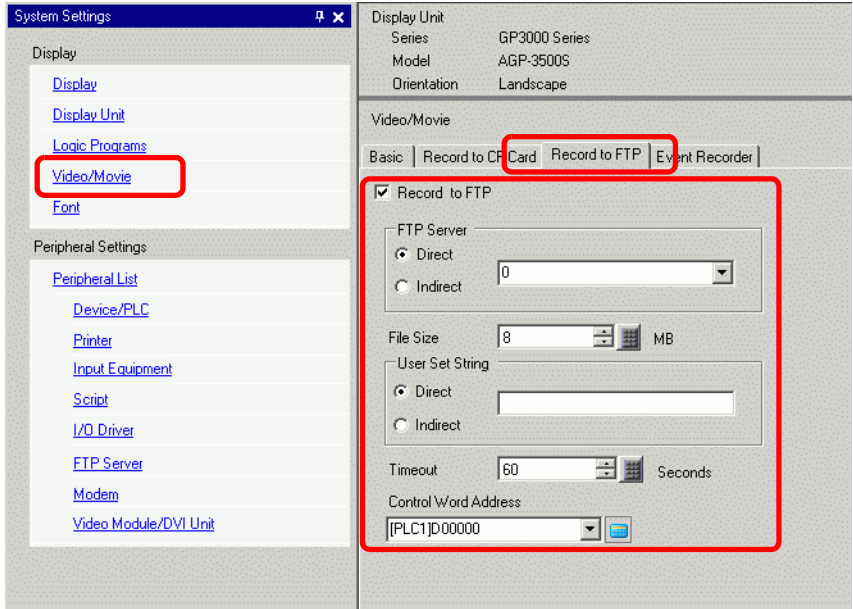 System Settings
Display
Display
Display Unit
Logic Programs
Video/Movie
Font
Peripheral Settings
Peripheral List
Device/PLC
Printer
Input Equipment
Script
I/O Driver
FTP Server
Modem
Video Module/DVI Unit
Display Unit
Series GP3000 Series
Model AGP-3500S
Orientation Landscape
Video/Movie
Basic Record to CF Card Record to FTP Event Recorder
Record to FTP
FTP Server
Direct
0
Indirect
File Size 8 MB
User Set String
Direct
Indirect
Timeout 60 Seconds
Control Word Address
[PLC1]D00000